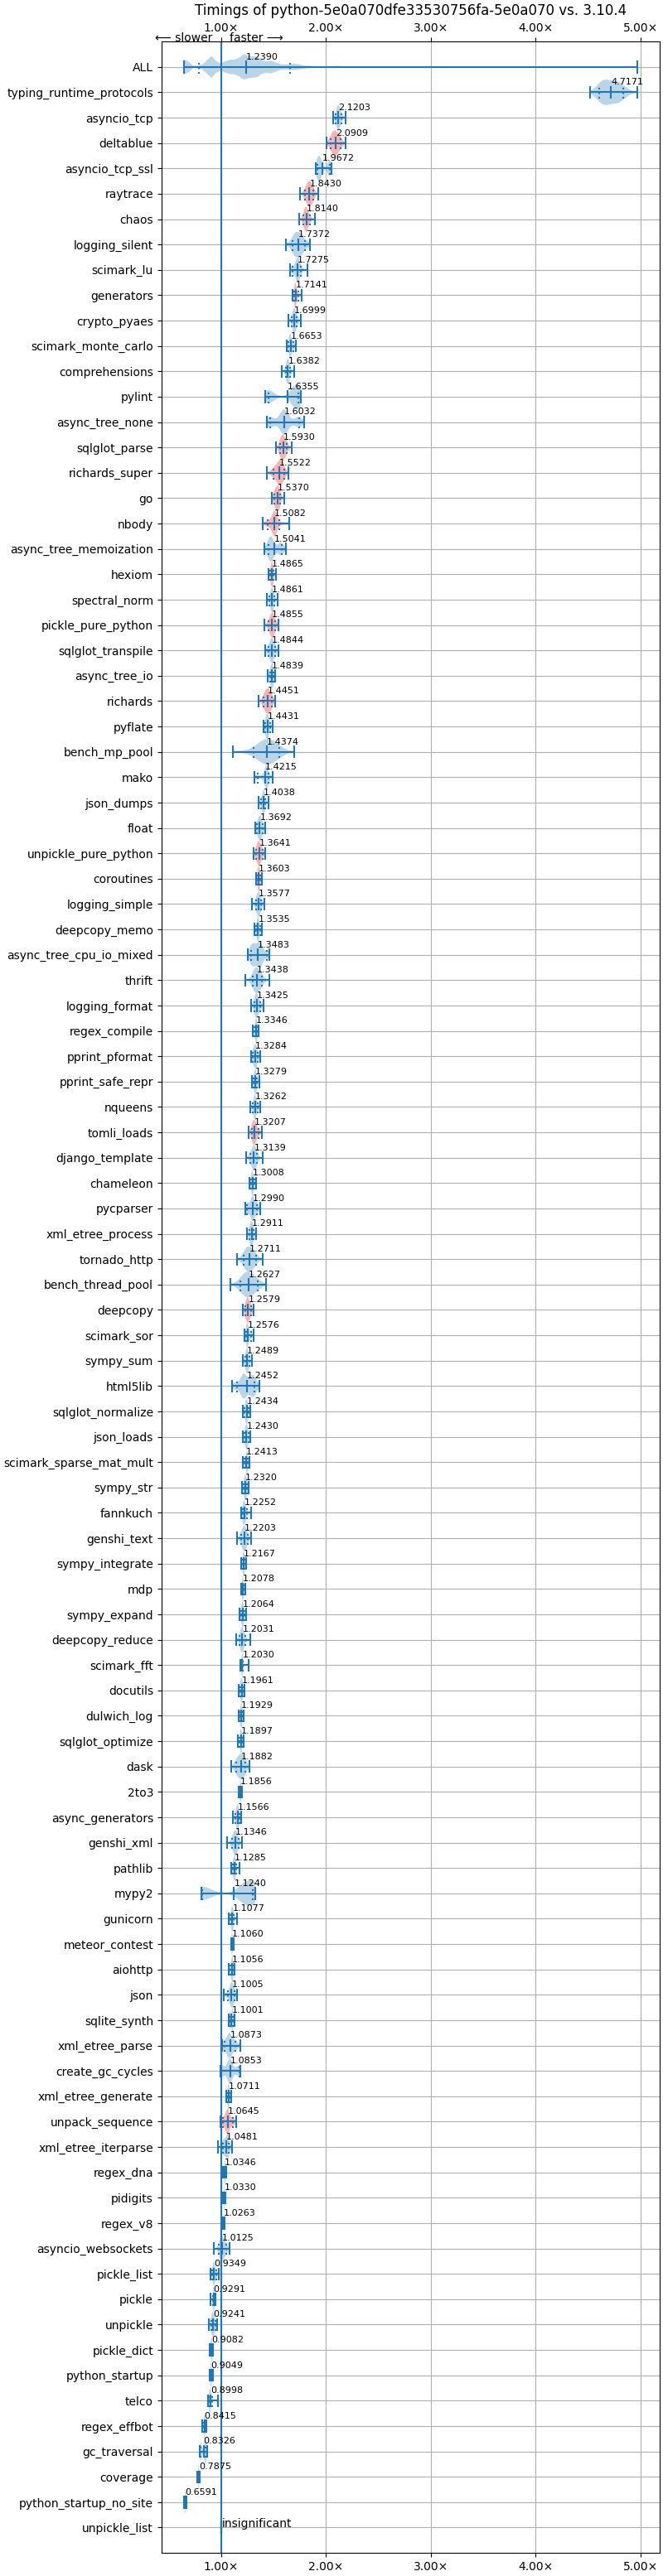 Timings of python-5e0a070dfe33530756fa-5e0a070 vs. 3.10.4
1.00× 2.00× 3.00× 4.00× 5.00×
⟵ slower faster ⟶
ALL 1.2390
typing_runtime_protocols 4.7171
asyncio_tcp 2.1203
deltablue 2.0909
asyncio_tcp_ssl 1.9672
raytrace 1.8430
chaos 1.8140
logging_silent 1.7372
scimark_lu 1.7275
generators 1.7141
crypto_pyaes 1.6999
scimark_monte_carlo 1.6653
comprehensions 1.6382
pylint 1.6355
async_tree_none 1.6032
sqlglot_parse 1.5930
richards_super 1.5522
go 1.5370
nbody 1.5082
async_tree_memoization 1.5041
hexiom 1.4865
spectral_norm 1.4861
pickle_pure_python 1.4855
sqlglot_transpile 1.4844
async_tree_io 1.4839
richards 1.4451
pyflate 1.4431
bench_mp_pool 1.4374
mako 1.4215
json_dumps 1.4038
float 1.3692
unpickle_pure_python 1.3641
coroutines 1.3603
logging_simple 1.3577
deepcopy_memo 1.3535
async_tree_cpu_io_mixed 1.3483
thrift 1.3438
logging_format 1.3425
regex_compile 1.3346
pprint_pformat 1.3284
pprint_safe_repr 1.3279
nqueens 1.3262
tomli_loads 1.3207
django_template 1.3139
chameleon 1.3008
pycparser 1.2990
xml_etree_process 1.2911
tornado_http 1.2711
bench_thread_pool 1.2627
deepcopy 1.2579
scimark_sor 1.2576
sympy_sum 1.2489
html5lib 1.2452
sqlglot_normalize 1.2434
json_loads 1.2430
scimark_sparse_mat_mult 1.2413
sympy_str 1.2320
fannkuch 1.2252
genshi_text 1.2203
sympy_integrate 1.2167
mdp 1.2078
sympy_expand 1.2064
deepcopy_reduce 1.2031
scimark_fft 1.2030
docutils 1.1961
dulwich_log 1.1929
sqlglot_optimize 1.1897
dask 1.1882
2to3 1.1856
async_generators 1.1566
genshi_xml 1.1346
pathlib 1.1285
mypy2 1.1240
gunicorn 1.1077
meteor_contest 1.1060
aiohttp 1.1056
json 1.1005
sqlite_synth 1.1001
xml_etree_parse 1.0873
create_gc_cycles 1.0853
xml_etree_generate 1.0711
unpack_sequence 1.0645
xml_etree_iterparse 1.0481
regex_dna 1.0346
pidigits 1.0330
regex_v8 1.0263
asyncio_websockets 1.0125
pickle_list 0.9349
pickle 0.9291
unpickle 0.9241
pickle_dict 0.9082
python_startup 0.9049
telco 0.8998
regex_effbot 0.8415
gc_traversal 0.8326
coverage 0.7875
python_startup_no_site 0.6591
unpickle_list insignificant
1.00× 2.00× 3.00× 4.00× 5.00×